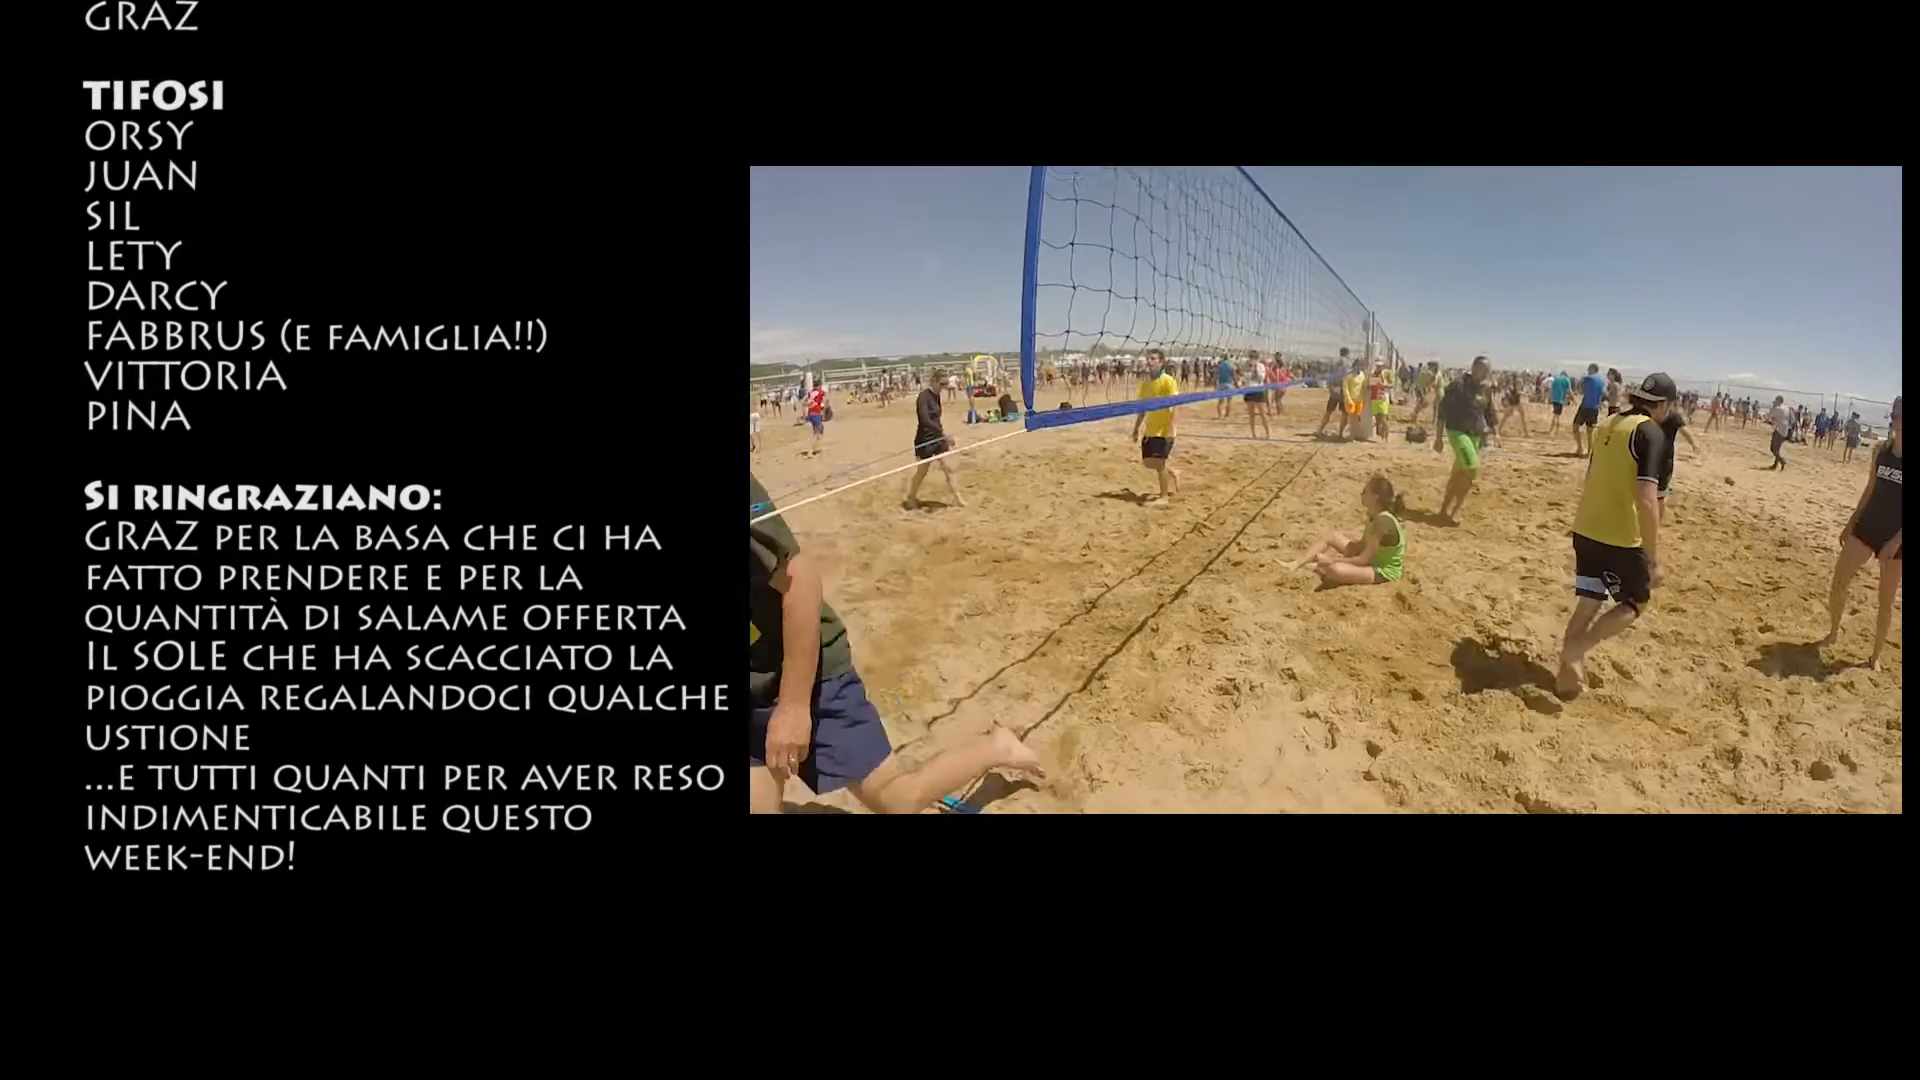 GRAZ
TIFOSI
ORSY
JUAN
SIL
LETY
DARCY
FABBRUS (E FAMIGLIA!!)
VITTORIA
PINA
SI RINGRAZIANO:
GRAZ PER LA BASA CHE CI HA
FATTO PRENDERE E PER LA
QUANTITÀ DI SALAME OFFERTA
IL SOLE CHE HA SCACCIATO LA
PIOGGIA REGALANDOCI QUALCHE
USTIONE
...E TUTTI QUANTI PER AVER RESO
INDIMENTICABILE QUESTO
WEEK-END!
2